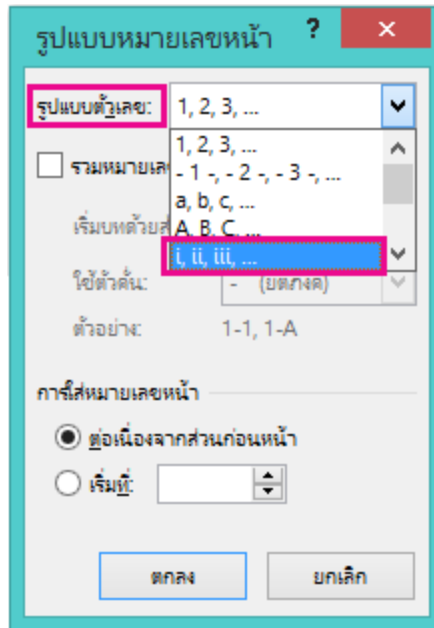 รูปแบบหมายเลขหน้า ? ×
รูปแบบตัวเลข: 1, 2, 3, ...
1, 2, 3, ...
รวมหมายเล - 1 -, - 2 -, - 3 -, ...
a, b, c, ...
เริ่มบทด้วยส A, B, C, ...
i, ii, iii, ...
ใช้ตัวคั่น: - (ยัติภังค์)
ตัวอย่าง: 1-1, 1-A
การใส่หมายเลขหน้า
ต่อเนื่องจากส่วนก่อนหน้า
เริ่มที่:
ตกลง ยกเลิก